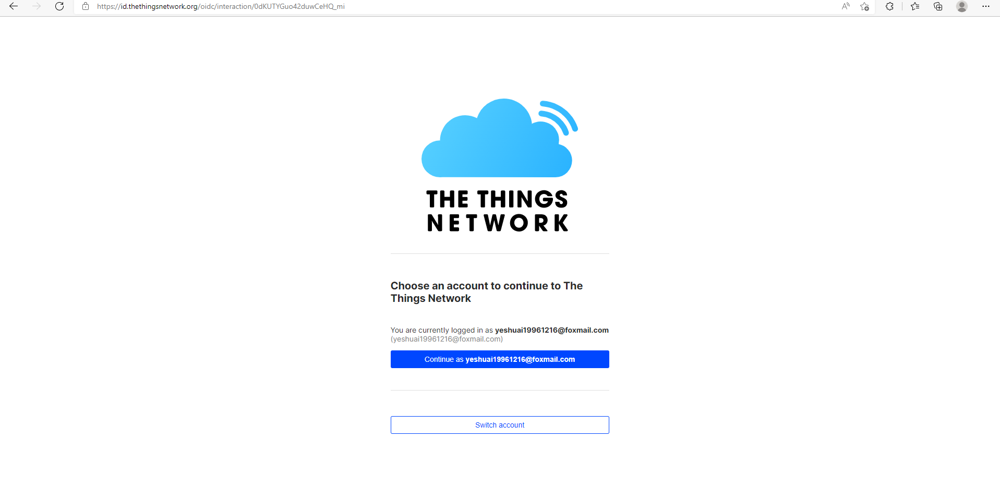 https://id.thethingsnetwork.org/oidc/interaction/0dKUTYGuo42duwCeHQ_mi
THE THINGS
NETWORK
Choose an account to continue to The
Things Network
You are currently logged in as yeshuai19961216@foxmail.com
(yeshuai19961216@foxmail.com)
Continue as yeshuai19961216@foxmail.com
Switch account